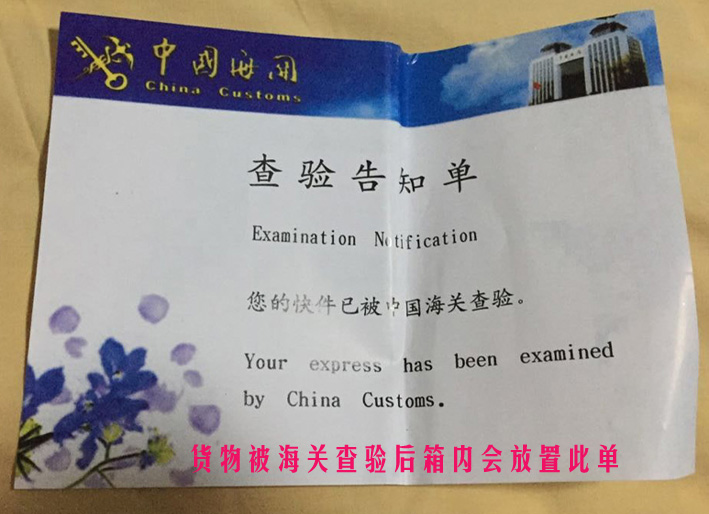 中国海关
China Customs
查验告知单
Examination Notification
您的快件已被中国海关查验。
Your express has been examined
by China Customs.
货物被海关查验后箱内会放置此单